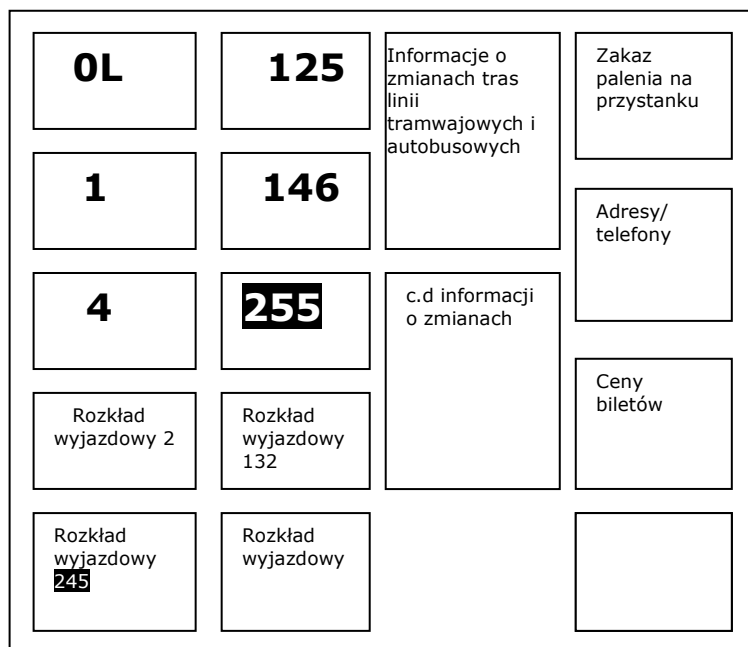 0L
125
1
146
4
255
Rozkład
wyjazdowy 2
Rozkład
wyjazdowy
132
Rozkład
wyjazdowy
245
Rozkład
wyjazdowy
Informacje o
zmianach tras
linii
tramwajowych i
autobusowych
c.d informacji
o zmianach
Zakaz
palenia na
przystanku
Adresy/
telefony
Ceny
biletów